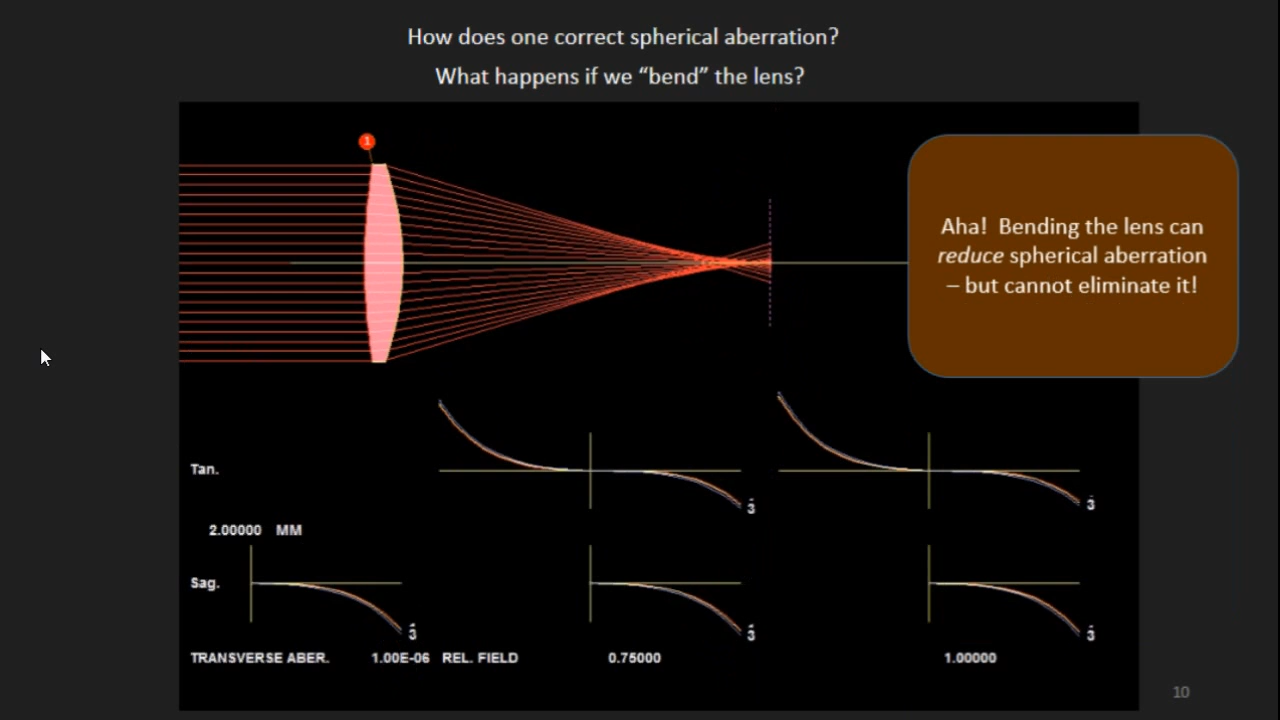 How does one correct spherical aberration?
What happens if we “bend” the lens?
1
Aha! Bending the lens can
reduce spherical aberration
– but cannot eliminate it!
Tan.
3
3
2.00000 MM
Sag.
3
3
3
TRANSVERSE ABER. 1.00E-06 REL. FIELD 0.75000 1.00000
10